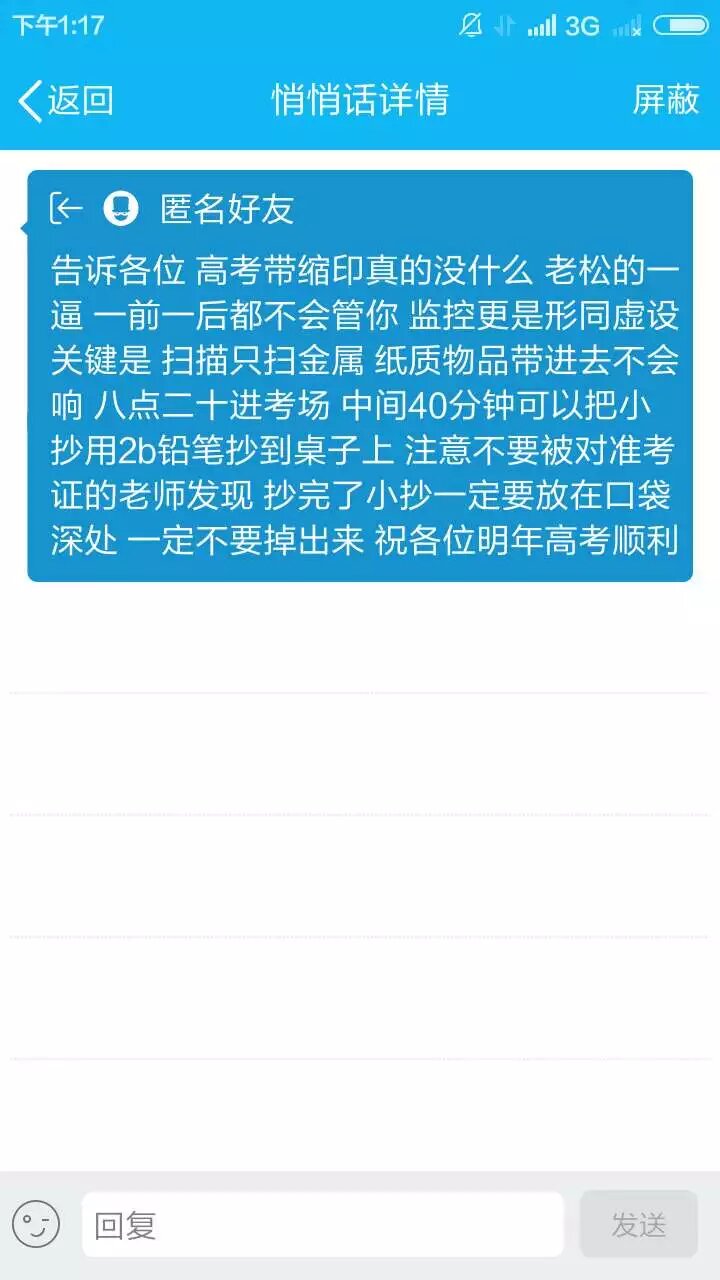 下午1:17
3G
返回
悄悄话详情
屏蔽
匿名好友
告诉各位 高考带缩印真的没什么 老松的一
逼 一前一后都不会管你 监控更是形同虚设
关键是 扫描只扫金属 纸质物品带进去不会
响 八点二十进考场 中间40分钟可以把小
抄用2b铅笔抄到桌子上 注意不要被对准考
证的老师发现 抄完了小抄一定要放在口袋
深处 一定不要掉出来 祝各位明年高考顺利
回复
发送